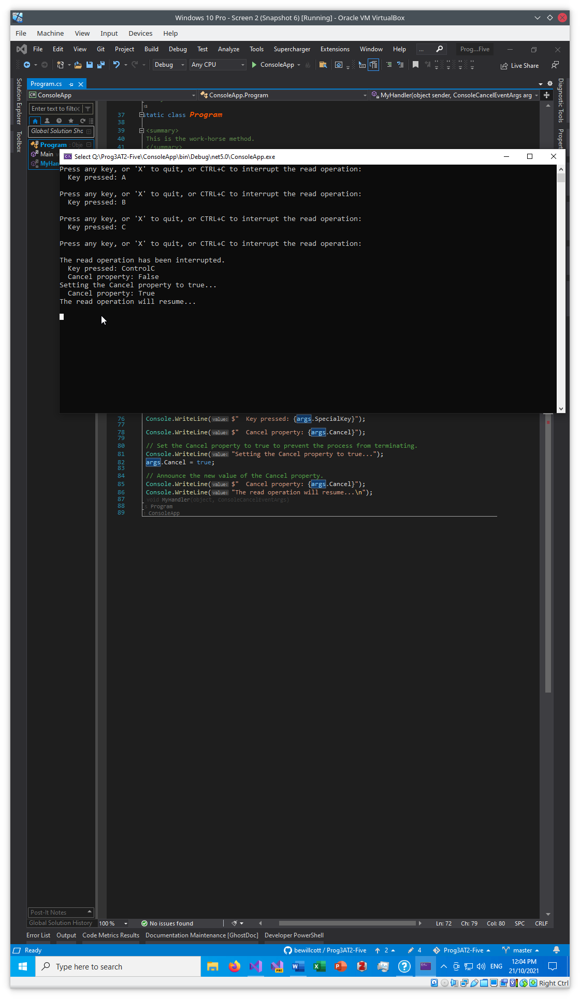 Windows 10 Pro - Screen 2 (Snapshot 6) [Running] - Oracle VM VirtualBox
File Machine View Input Devices Help
File Edit View Git Project Build Debug Test Analyze Tools Supercharger Extensions Window Help ... Prog...Five
Debug Any CPU ConsoleApp Live Share
Solution Explorer
Toolbox
Diagnostic Tools
Propert
Program.cs
C# ConsoleApp ConsoleApp.Program MyHandler(object sender, ConsoleCancelEventArgs arg
Enter text to filt
Global Solution Sho
Program : Obje
Main
MyHan
37 static class Program
38
39 <summary>
40 This is the work-horse method.
41 </summary>
Select Q:\Prog3AT2-Five\ConsoleApp\bin\Debug\net5.0\ConsoleApp.exe
Press any key, or 'X' to quit, or CTRL+C to interrupt the read operation:
Key pressed: A
Press any key, or 'X' to quit, or CTRL+C to interrupt the read operation:
Key pressed: B
Press any key, or 'X' to quit, or CTRL+C to interrupt the read operation:
Key pressed: C
Press any key, or 'X' to quit, or CTRL+C to interrupt the read operation:
The read operation has been interrupted.
Key pressed: ControlC
Cancel property: False
Setting the Cancel property to true...
Cancel property: True
The read operation will resume...
76 Console.WriteLine(value: $"  Key pressed: {args.SpecialKey}");
77
78 Console.WriteLine(value: $"  Cancel property: {args.Cancel}");
79
80 // Set the Cancel property to true to prevent the process from terminating.
81 Console.WriteLine(value: "Setting the Cancel property to true...");
82 args.Cancel = true;
83
84 // Announce the new value of the Cancel property.
85 Console.WriteLine(value: $"  Cancel property: {args.Cancel}");
86 Console.WriteLine(value: "The read operation will resume...\n");
87 void MyHandler(object, ConsoleCancelEventArgs)
88 s Program
89 ConsoleApp
Post-It Notes
Global Solution History 100 % No issues found Ln: 72 Ch: 79 Col: 80 SPC CRLF
Error List Output Code Metrics Results Documentation Maintenance [GhostDoc] Developer PowerShell
Ready bewillcott / Prog3AT2-Five 2 4 Prog3AT2-Five master
Type here to search ENG 12:04 PM
21/10/2021
Right Ctrl